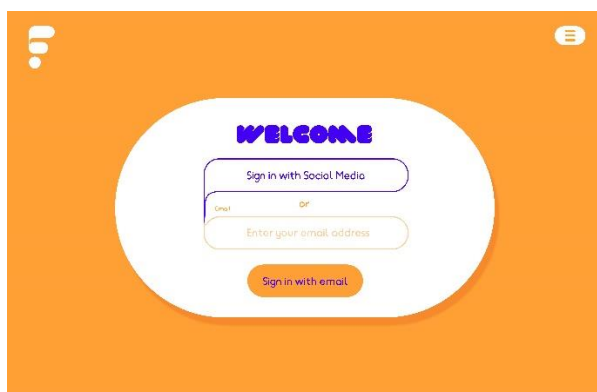 WELCOME
Sign in with Social Media
or
Email
Enter your email address
Sign in with email